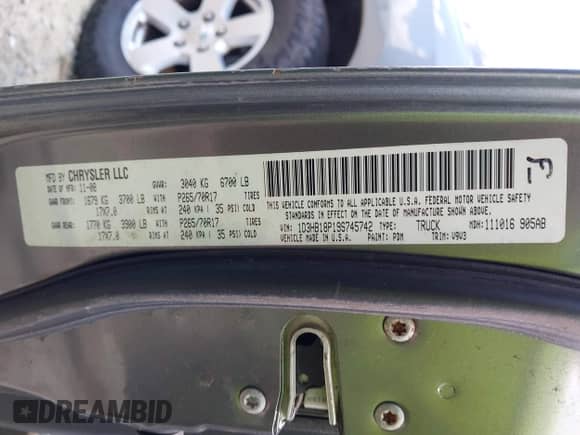 MFD BY CHRYSLER LLC
DATE OF MFR 11-08 GVWR: 3040 KG 6700 LB
GAWR: 1679 KG 3700 LB WITH P265/70R17 TIRES
FRONT 17X7.0 RIMS AT 240 KPA ( 35 PSI) COLD
GAWR: 1770 KG 3900 LB WITH P265/70R17 TIRES
REAR 17X7.0 RIMS AT 240 KPA ( 35 PSI) COLD
THIS VEHICLE CONFORMS TO ALL APPLICABLE U.S.A. FEDERAL MOTOR VEHICLE SAFETY
STANDARDS IN EFFECT ON THE DATE OF MANUFACTURE SHOWN ABOVE.
VIN: 1D3HB18P19S745742 TYPE: TRUCK MDH: 111016 905AB
VEHICLE MADE IN U.S.A. PAINT: PDM TRIM: V9V3
F-
DREAMBID